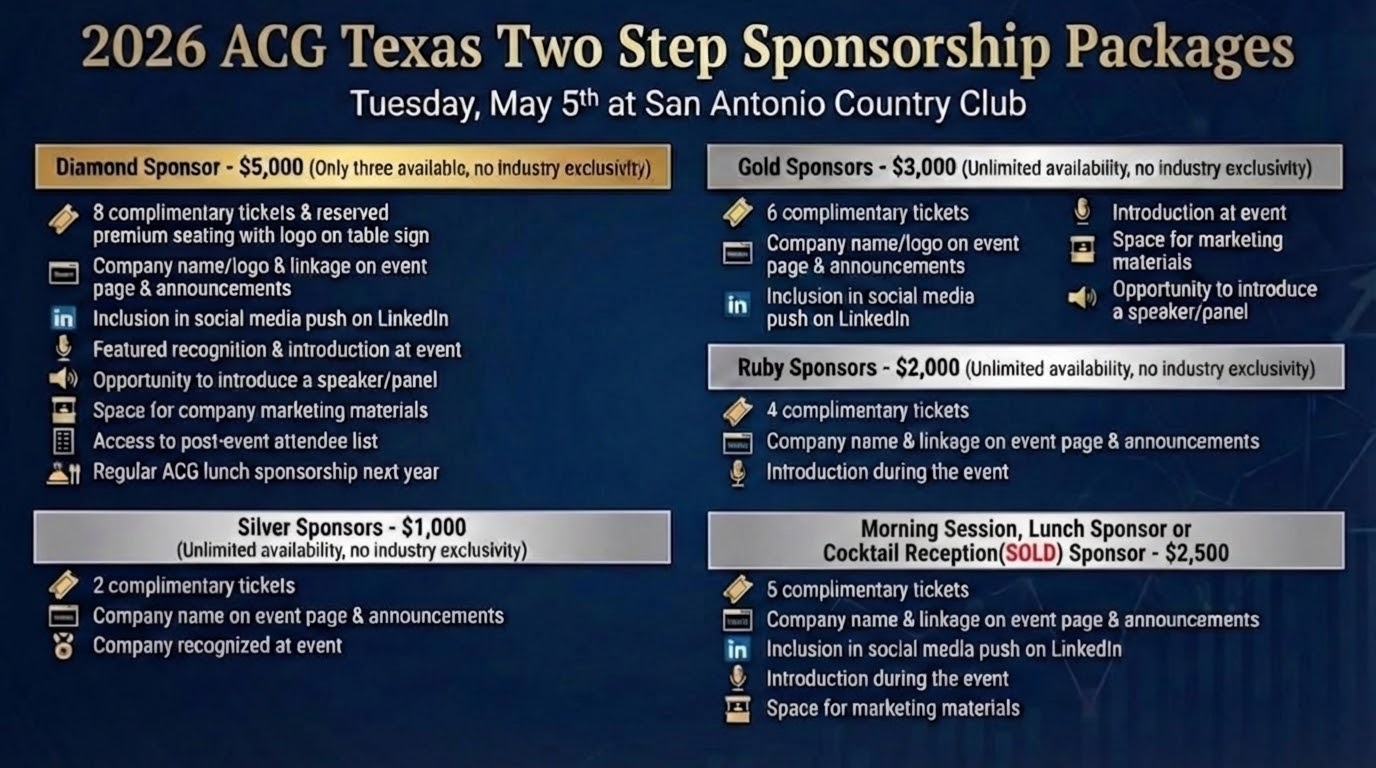 2026 ACG Texas Two Step Sponsorship Packages
Tuesday, May 5th at San Antonio Country Club
Diamond Sponsor - $5,000 (Only three available, no industry exclusivity)
8 complimentary tickets & reserved
premium seating with logo on table sign
Company name/logo & linkage on event
page & announcements
in
Inclusion in social media push on LinkedIn
Featured recognition & introduction at event
Opportunity to introduce a speaker/panel
Space for company marketing materials
Access to post-event attendee list
Regular ACG lunch sponsorship next year
Gold Sponsors - $3,000 (Unlimited availability, no industry exclusivity)
6 complimentary tickets
Company name/logo on event
page & announcements
in
Inclusion in social media
push on LinkedIn
Introduction at event
Space for marketing
materials
Opportunity to introduce
a speaker/panel
Ruby Sponsors - $2,000 (Unlimited availability, no industry exclusivity)
4 complimentary tickets
Company name & linkage on event page & announcements
Introduction during the event
Silver Sponsors - $1,000
(Unlimited availability, no industry exclusivity)
2 complimentary tickets
Company name on event page & announcements
Company recognized at event
Morning Session, Lunch Sponsor or
Cocktail Reception(SOLD) Sponsor - $2,500
5 complimentary tickets
Company name & linkage on event page & announcements
in
Inclusion in social media push on LinkedIn
Introduction during the event
Space for marketing materials